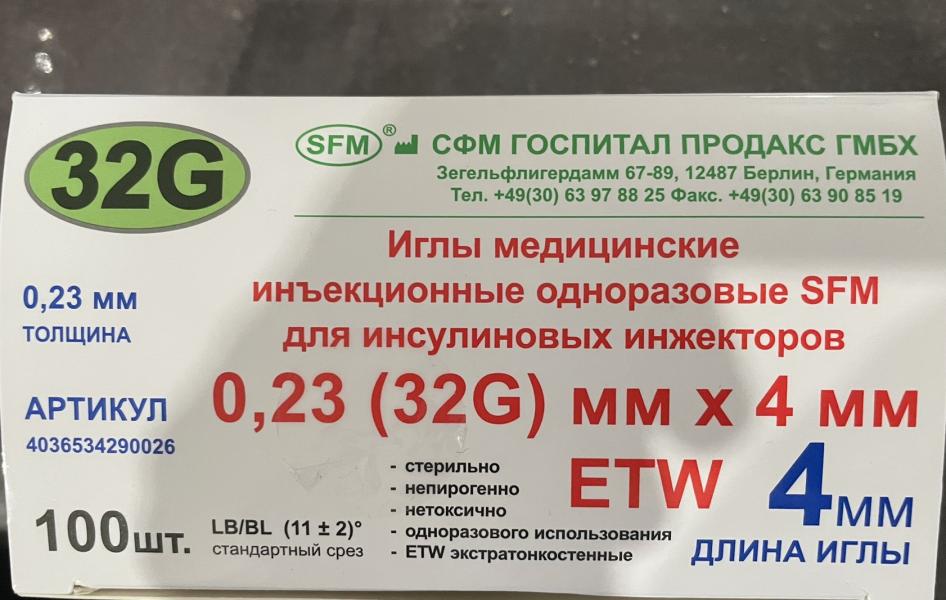 32G
SFM® СФМ ГОСПИТАЛ ПРОДАКС ГМБХ
Зегельфлигердамм 67-89, 12487 Берлин, Германия
Тел. +49(30) 63 97 88 25 Факс. +49(30) 63 90 85 19
Иглы медицинские
инъекционные одноразовые SFM
для инсулиновых инжекторов
0,23 мм
ТОЛЩИНА
0,23 (32G) мм x 4 мм
АРТИКУЛ
4036534290026
- стерильно
- непирогенно
- нетоксично
- одноразового использования
- ETW экстратонкостенные
ETW
4мм
ДЛИНА ИГЛЫ
100шт.
LB/BL (11 ± 2)°
стандартный срез